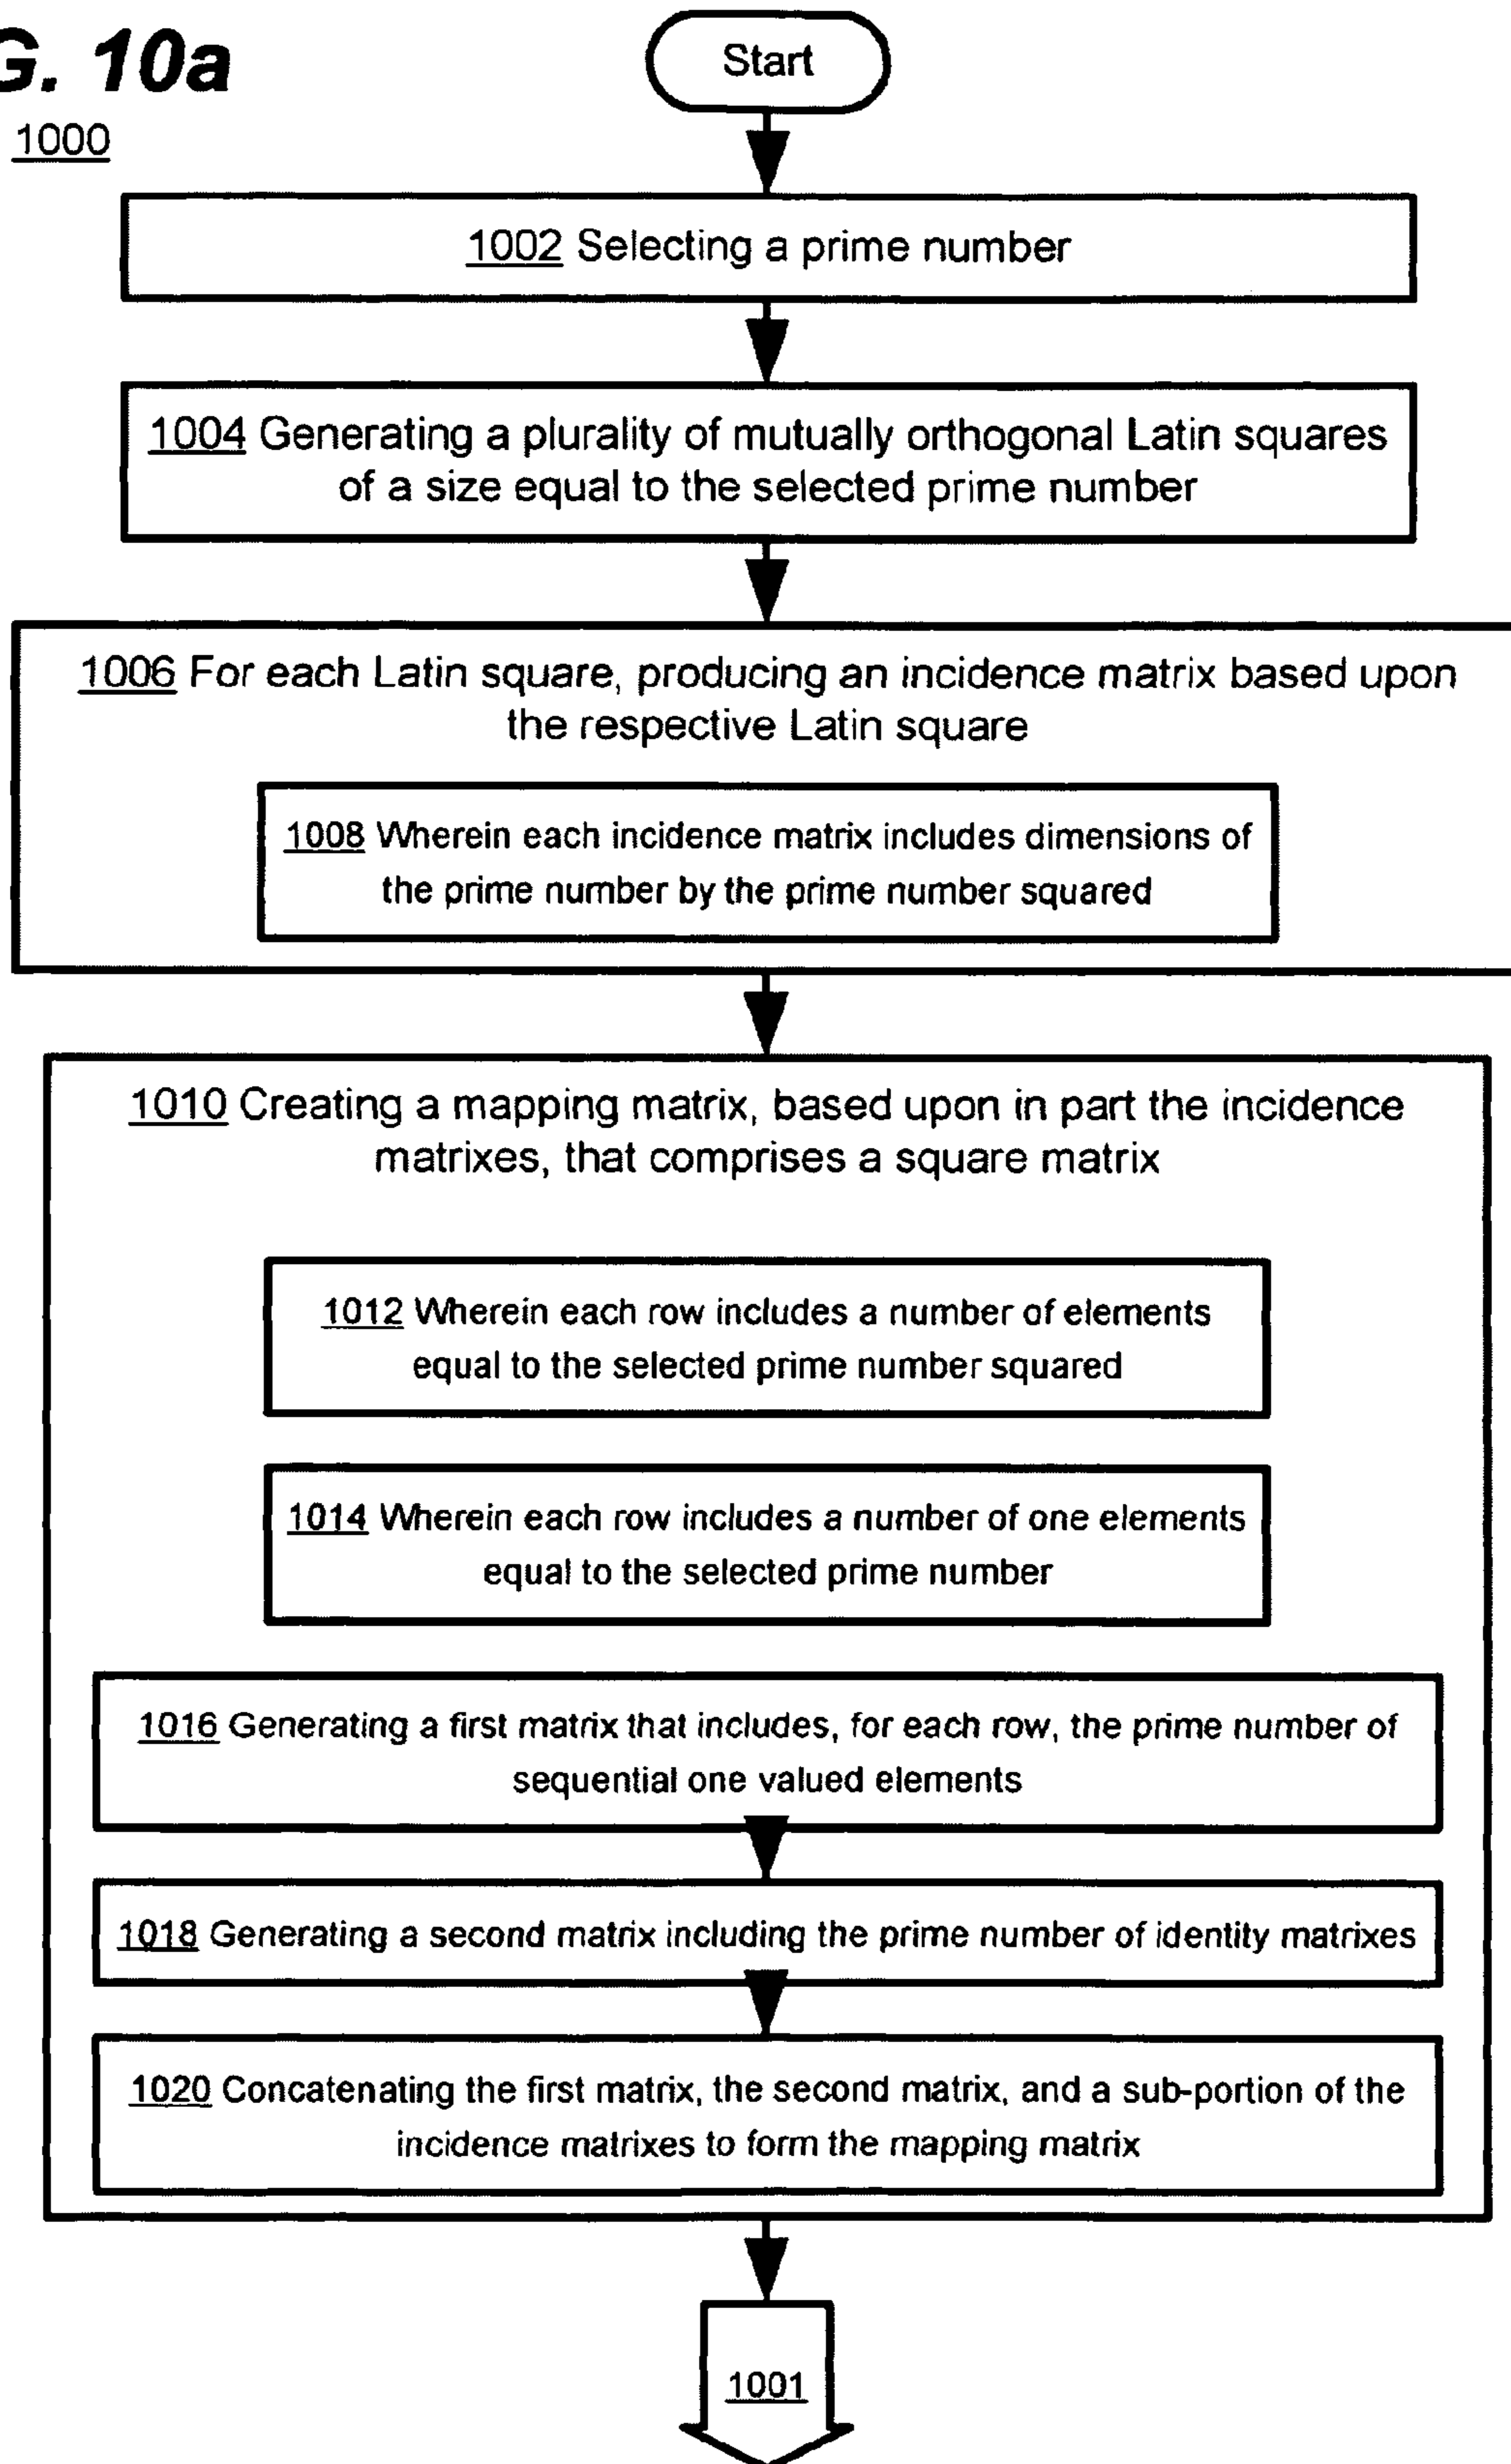 G. 10a
1000
Start
1002 Selecting a prime number
1004 Generating a plurality of mutually orthogonal Latin squares
of a size equal to the selected prime number
1006 For each Latin square, producing an incidence matrix based upon
the respective Latin square
1008 Wherein each incidence matrix includes dimensions of
the prime number by the prime number squared
1010 Creating a mapping matrix, based upon in part the incidence
matrixes, that comprises a square matrix
1012 Wherein each row includes a number of elements
equal to the selected prime number squared
1014 Wherein each row includes a number of one elements
equal to the selected prime number
1016 Generating a first matrix that includes, for each row, the prime number of
sequential one valued elements
1018 Generating a second matrix including the prime number of identity matrixes
1020 Concatenating the first matrix, the second matrix, and a sub-portion of the
incidence matrixes to form the mapping matrix
1001